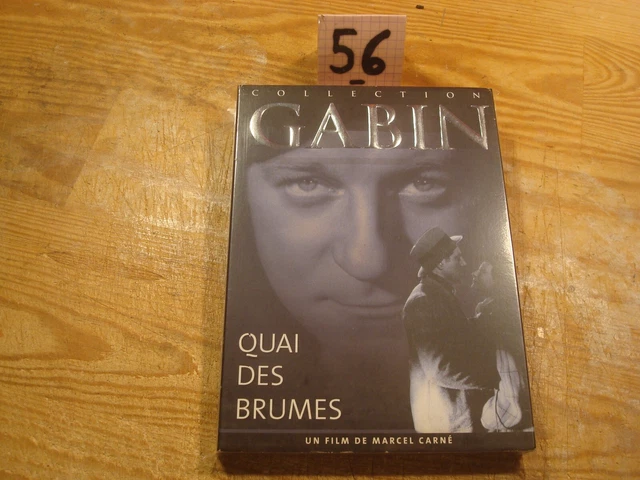 56
COLLECTION
GABIN
QUAI
DES
BRUMES
UN FILM DE MARCEL CARNÉ